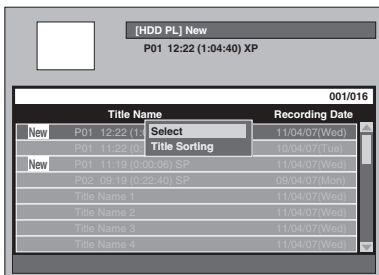 [HDD PL] New
P01 12:22 (1:04:40) XP
001/016
Title Name Recording Date
New P01 12:22 (1:0 11/04/07(Wed)
P01 11:22 (0: 10/04/07(Tue)
Select
Title Sorting
New P01 11:19 (0:00:06) SP 11/04/07(Wed)
P02 09:19 (0:22:40) SP 09/04/07(Mon)
Title Name 1 11/04/07(Wed)
Title Name 2 11/04/07(Wed)
Title Name 3 11/04/07(Wed)
Title Name 4 11/04/07(Wed)